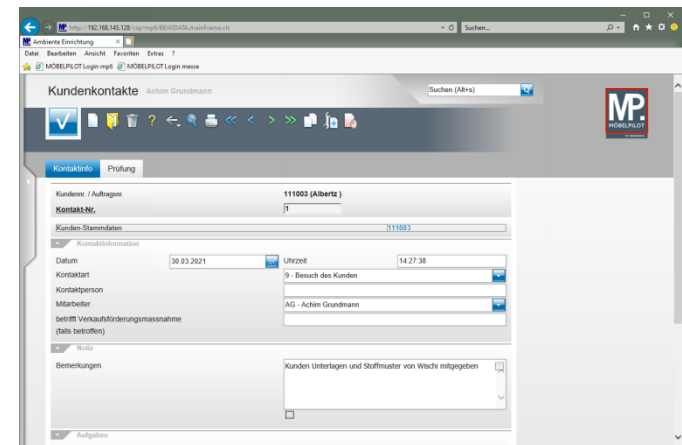 http://192.168.145.128/csp/mp6/BEWIDATA.mainFrame.cls
Suchen...
Ambiente Einrichtung
Datei Bearbeiten Ansicht Favoriten Extras ?
MÖBELPILOT Login mp6 MÖBELPILOT Login messe
Kundenkontakte Achim Grundmann
Suchen (Alt+s)
MP.
MÖBELPILOT
Kontaktinfo Prüfung
Kundennr. / Auftragsnr. 111003 (Albertz )
Kontakt-Nr. 1
Kunden-Stammdaten 111003
Kontaktinformation
Datum 30.03.2021 Uhrzeit 14:27:38
Kontaktart 9 - Besuch des Kunden
Kontaktperson
Mitarbeiter AG - Achim Grundmann
betrifft Verkaufsförderungsmassnahme
(falls betroffen)
Notiz
Bemerkungen Kunden Unterlagen und Stoffmuster von Wischi mitgegeben
Aufgaben